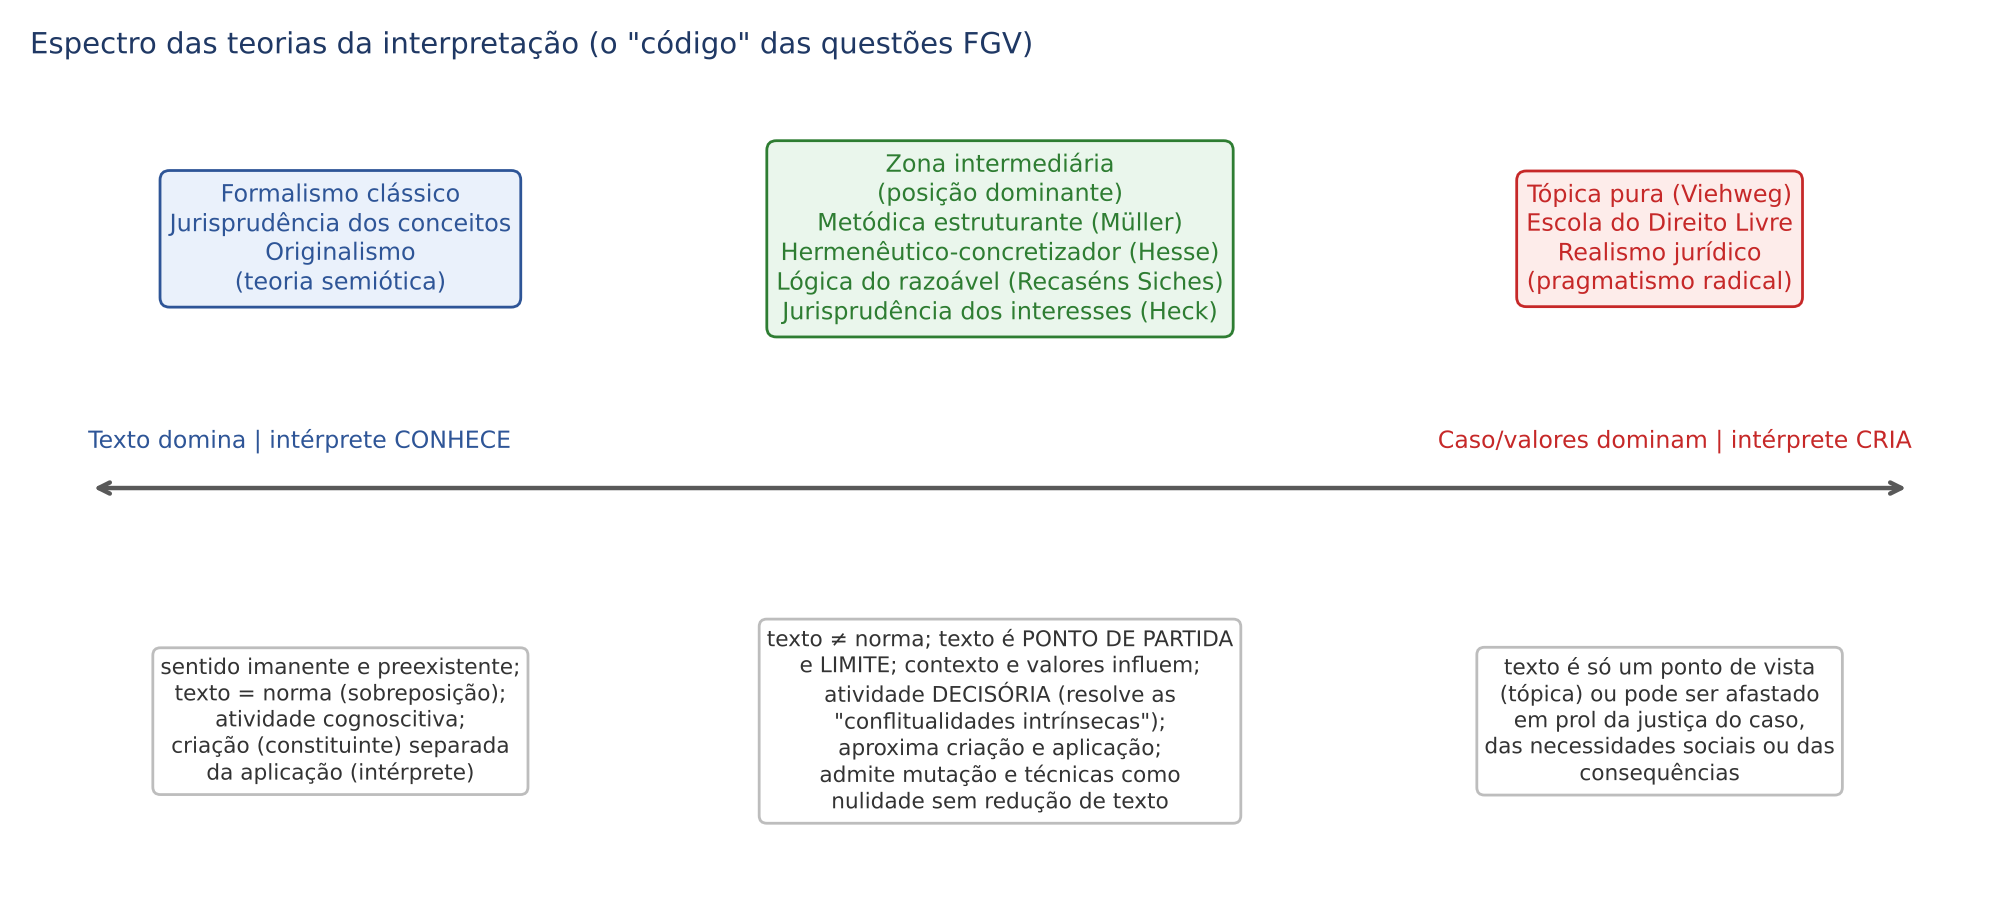 Espectro das teorias da interpretação (o "código" das questões FGV)
Formalismo clássico
Jurisprudência dos conceitos
Originalismo
(teoria semiótica)
Zona intermediária
(posição dominante)
Metódica estruturante (Müller)
Hermenêutico-concretizador (Hesse)
Lógica do razoável (Recaséns Siches)
Jurisprudência dos interesses (Heck)
Tópica pura (Viehweg)
Escola do Direito Livre
Realismo jurídico
(pragmatismo radical)
Texto domina | intérprete CONHECE
Caso/valores dominam | intérprete CRIA
sentido imanente e preexistente;
texto = norma (sobreposição);
atividade cognoscitiva;
criação (constituinte) separada
da aplicação (intérprete)
texto ≠ norma; texto é PONTO DE PARTIDA
e LIMITE; contexto e valores influem;
atividade DECISÓRIA (resolve as
"conflitualidades intrínsecas");
aproxima criação e aplicação;
admite mutação e técnicas como
nulidade sem redução de texto
texto é só um ponto de vista
(tópica) ou pode ser afastado
em prol da justiça do caso,
das necessidades sociais ou das
consequências